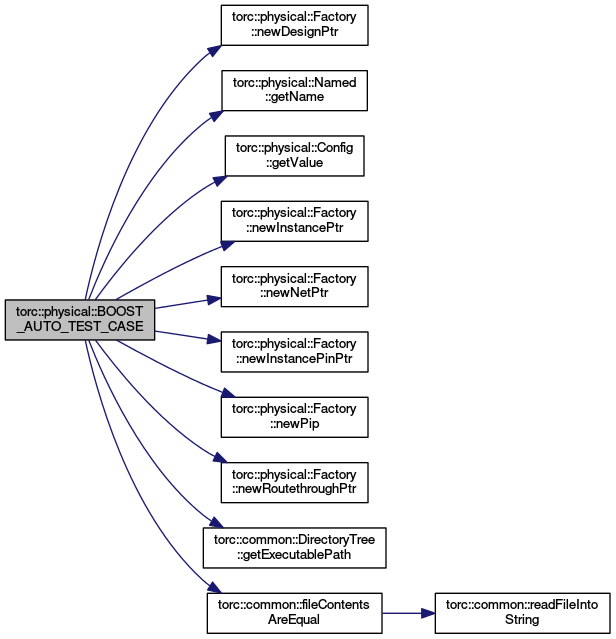 torc::physical::Factory
::newDesignPtr
torc::physical::Named
::getName
torc::physical::Config
::getValue
torc::physical::Factory
::newInstancePtr
torc::physical::Factory
::newNetPtr
torc::physical::BOOST
_AUTO_TEST_CASE
torc::physical::Factory
::newInstancePinPtr
torc::physical::Factory
::newPip
torc::physical::Factory
::newRoutethroughPtr
torc::common::DirectoryTree
::getExecutablePath
torc::common::fileContents
AreEqual
torc::common::readFileInto
String